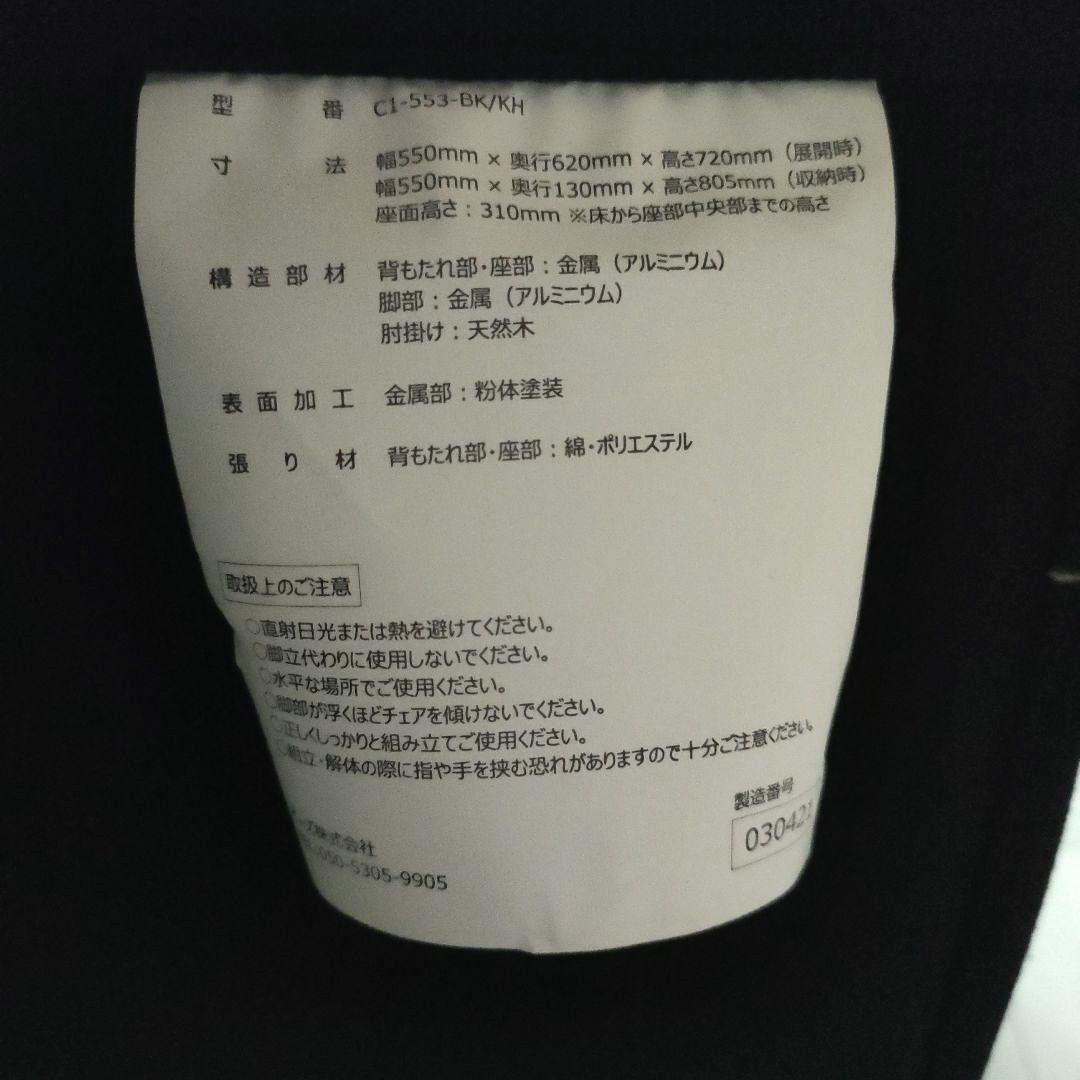 型番 C1-553-BK/KH
寸法 幅550mm × 奥行620mm × 高さ720mm（展開時）
幅550mm × 奥行130mm × 高さ805mm（収納時）
座面高さ：310mm ※床から座部中央部までの高さ
構造部材 背もたれ部・座部：金属（アルミニウム）
脚部：金属（アルミニウム）
肘掛け：天然木
表面加工 金属部：粉体塗装
張り材 背もたれ部・座部：綿・ポリエステル
取扱上のご注意
○直射日光または熱を避けてください。
○脚立代わりに使用しないでください。
○水平な場所でご使用ください。
○脚部が浮くほどチェアを傾けないでください。
○正しくしっかりと組み立てご使用ください。
○組立・解体の際に指や手を挟む恐れがありますので十分ご注意ください。
株式会社
050-5305-9905
製造番号
030421